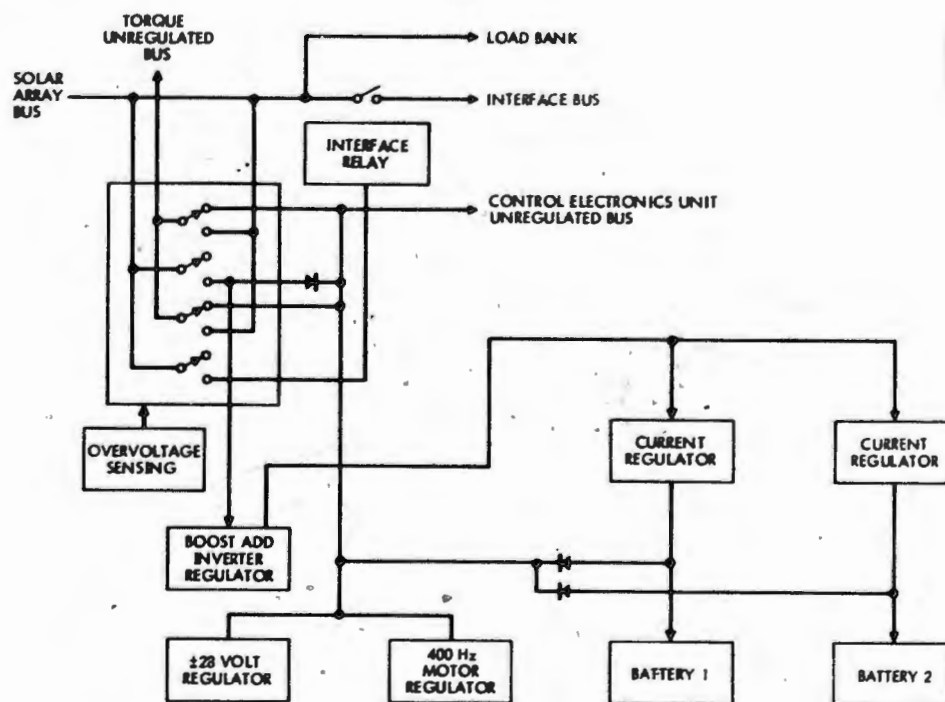 TORQUE
UNREGULATED
BUS
LOAD BANK
SOLAR
ARRAY
BUS
INTERFACE BUS
INTERFACE
RELAY
CONTROL ELECTRONICS UNIT
UNREGULATED BUS
OVERVOLTAGE
SENSING
CURRENT
REGULATOR
CURRENT
REGULATOR
BOOST ADD
INVERTER
REGULATOR
±28 VOLT
REGULATOR
400 Hz
MOTOR
REGULATOR
BATTERY 1
BATTERY 2